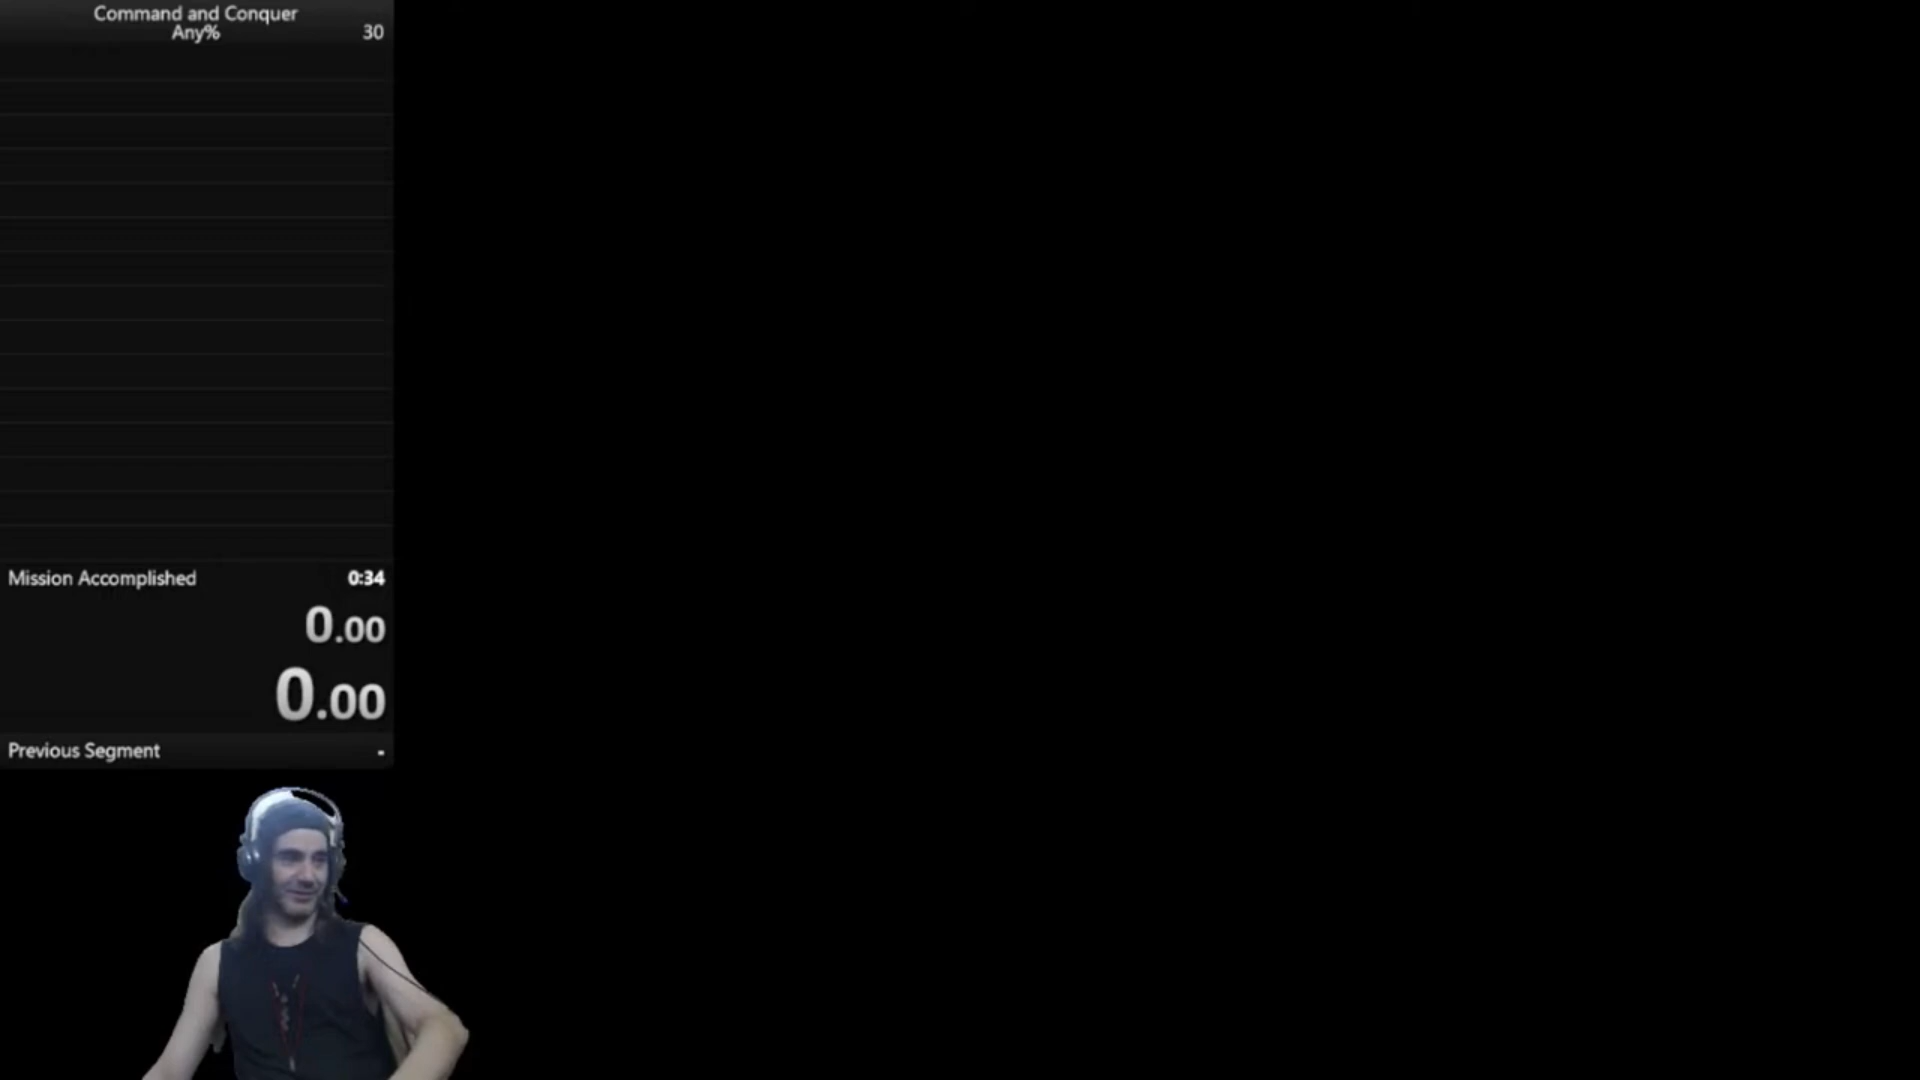 Command and Conquer
Any%
30
Mission Accomplished
0:34
0.00
0.00
Previous Segment
-